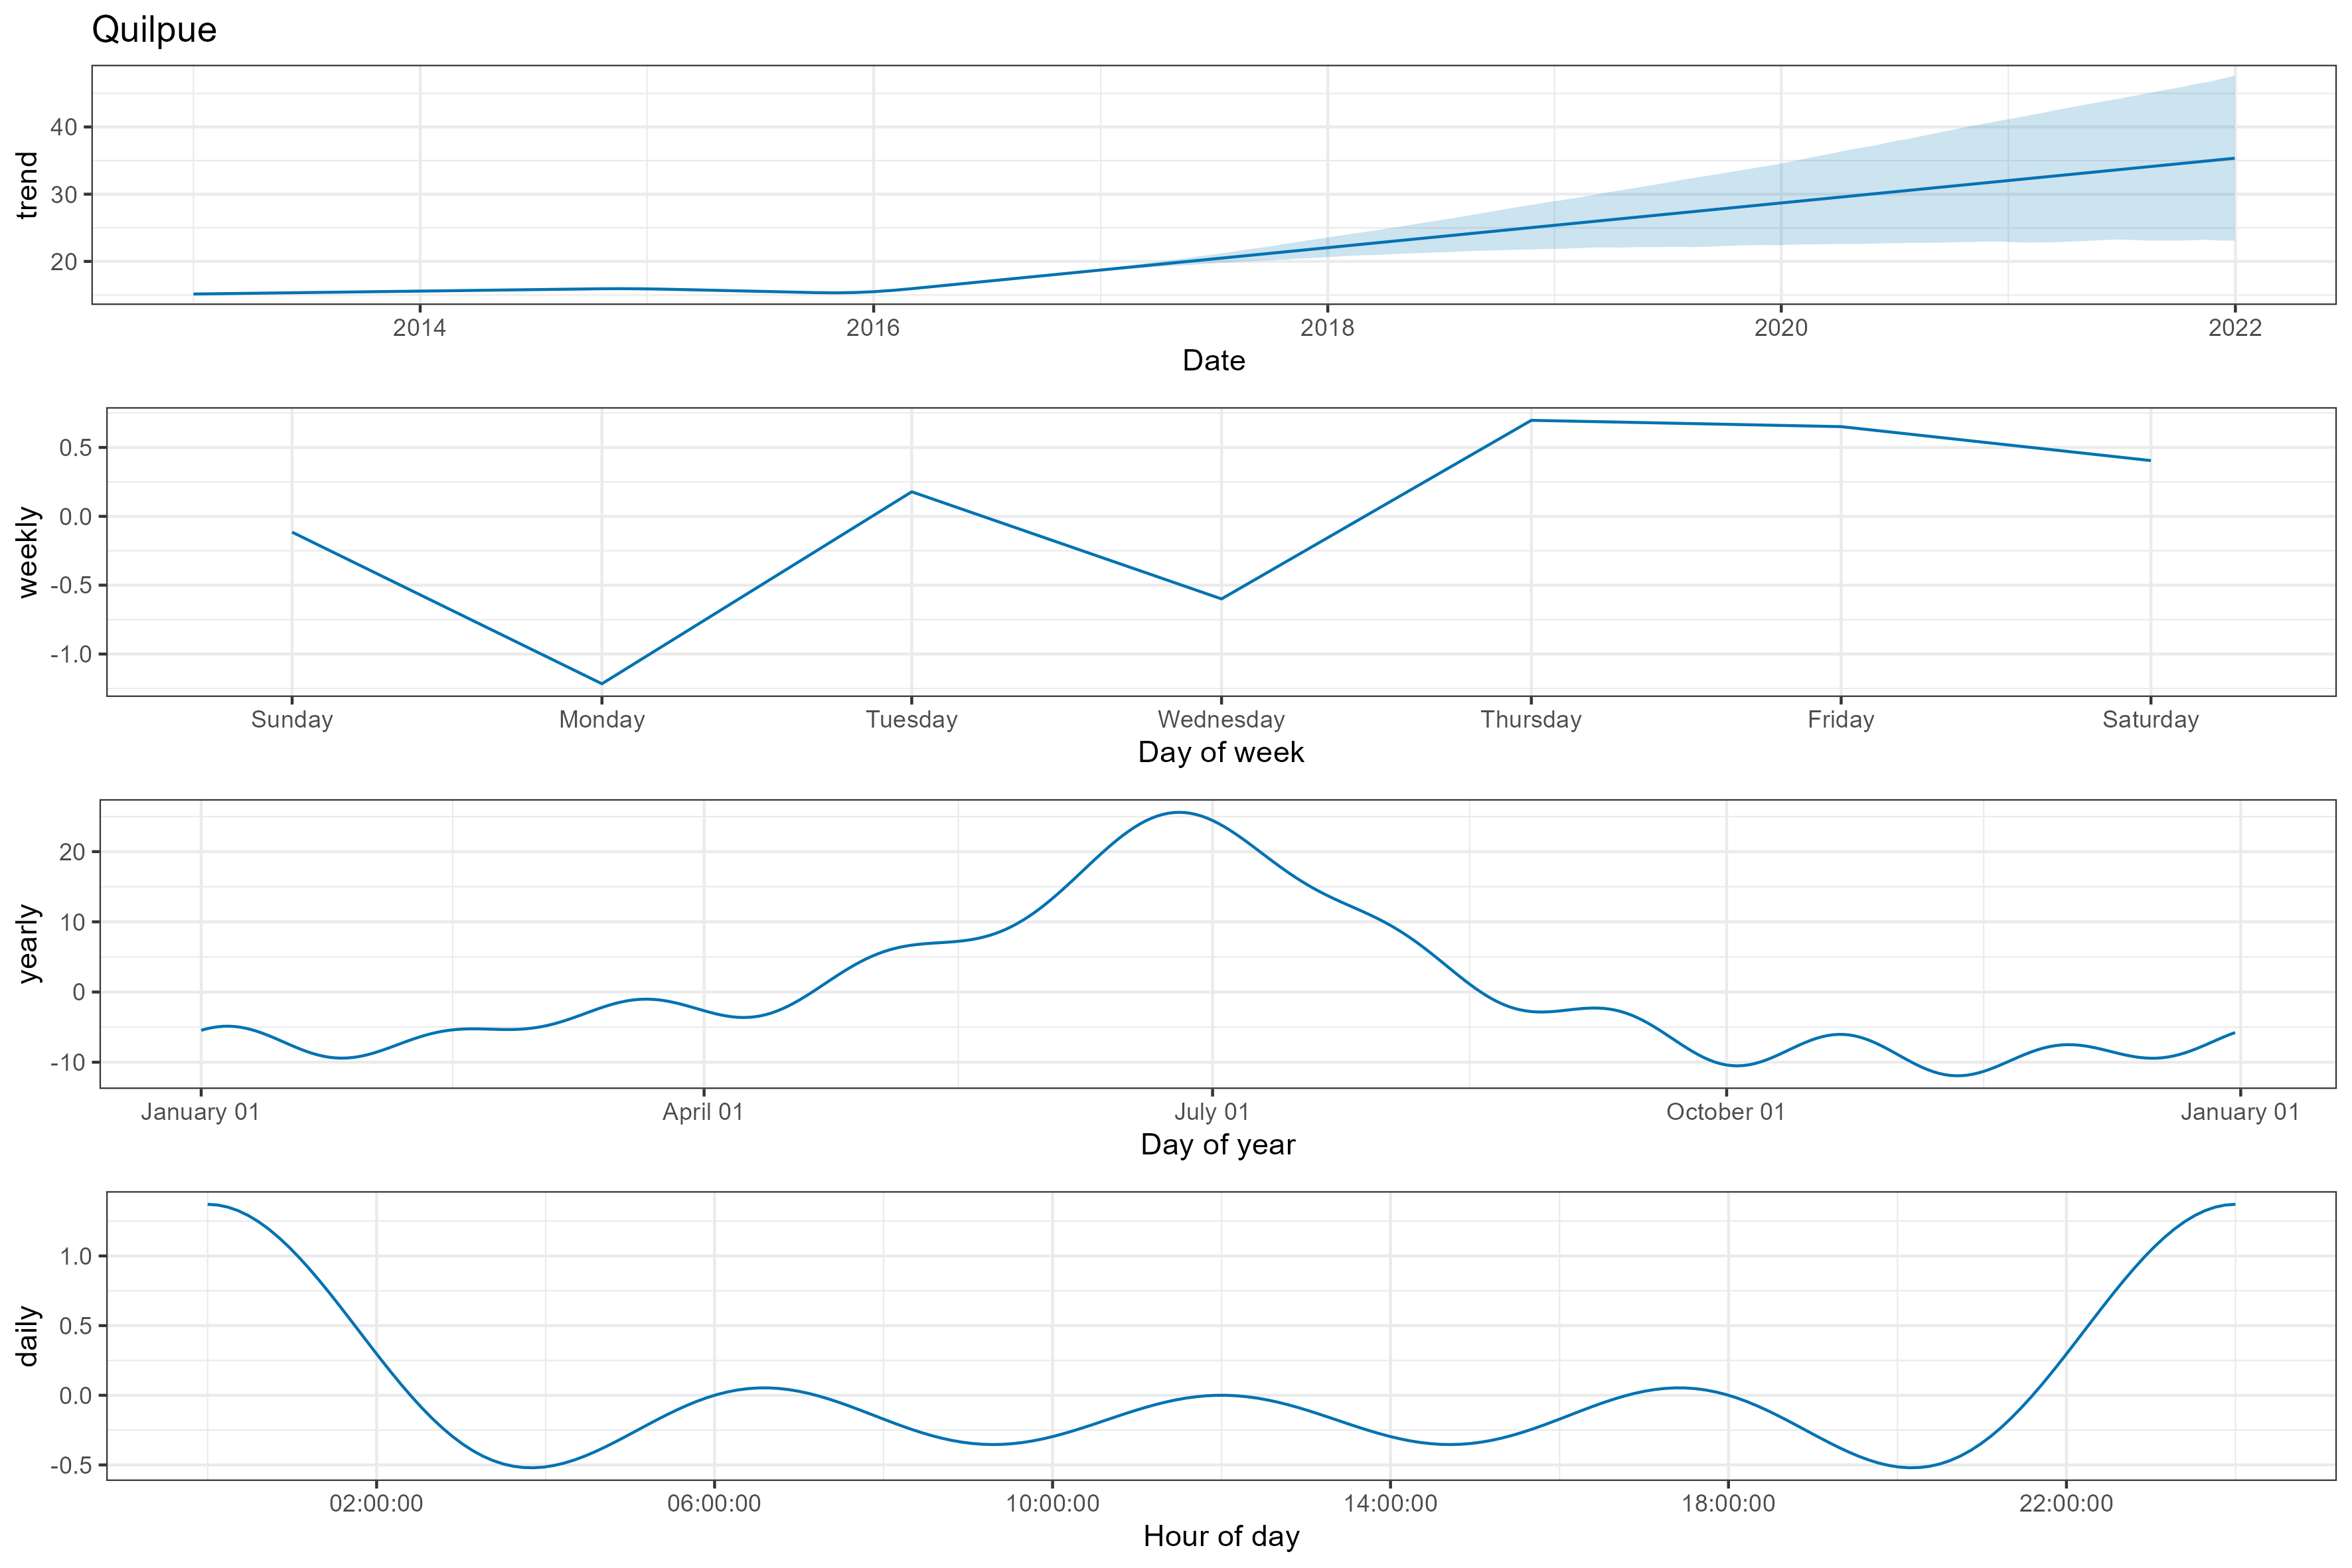 Quilpue
trend
40
30
20
2014 2016 2018 2020 2022
Date
weekly
0.5
0.0
-0.5
-1.0
Sunday Monday Tuesday Wednesday Thursday Friday Saturday
Day of week
yearly
20
10
0
-10
January 01 April 01 July 01 October 01 January 01
Day of year
daily
1.0
0.5
0.0
-0.5
02:00:00 06:00:00 10:00:00 14:00:00 18:00:00 22:00:00
Hour of day